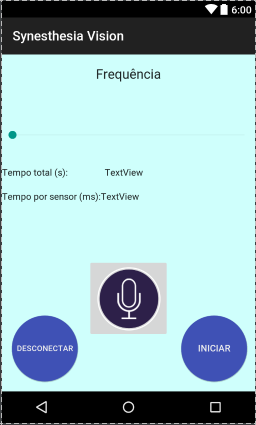 6:00
Synesthesia Vision
Frequência
Tempo total (s): TextView
Tempo por sensor (ms):TextView
DESCONECTAR
INICIAR